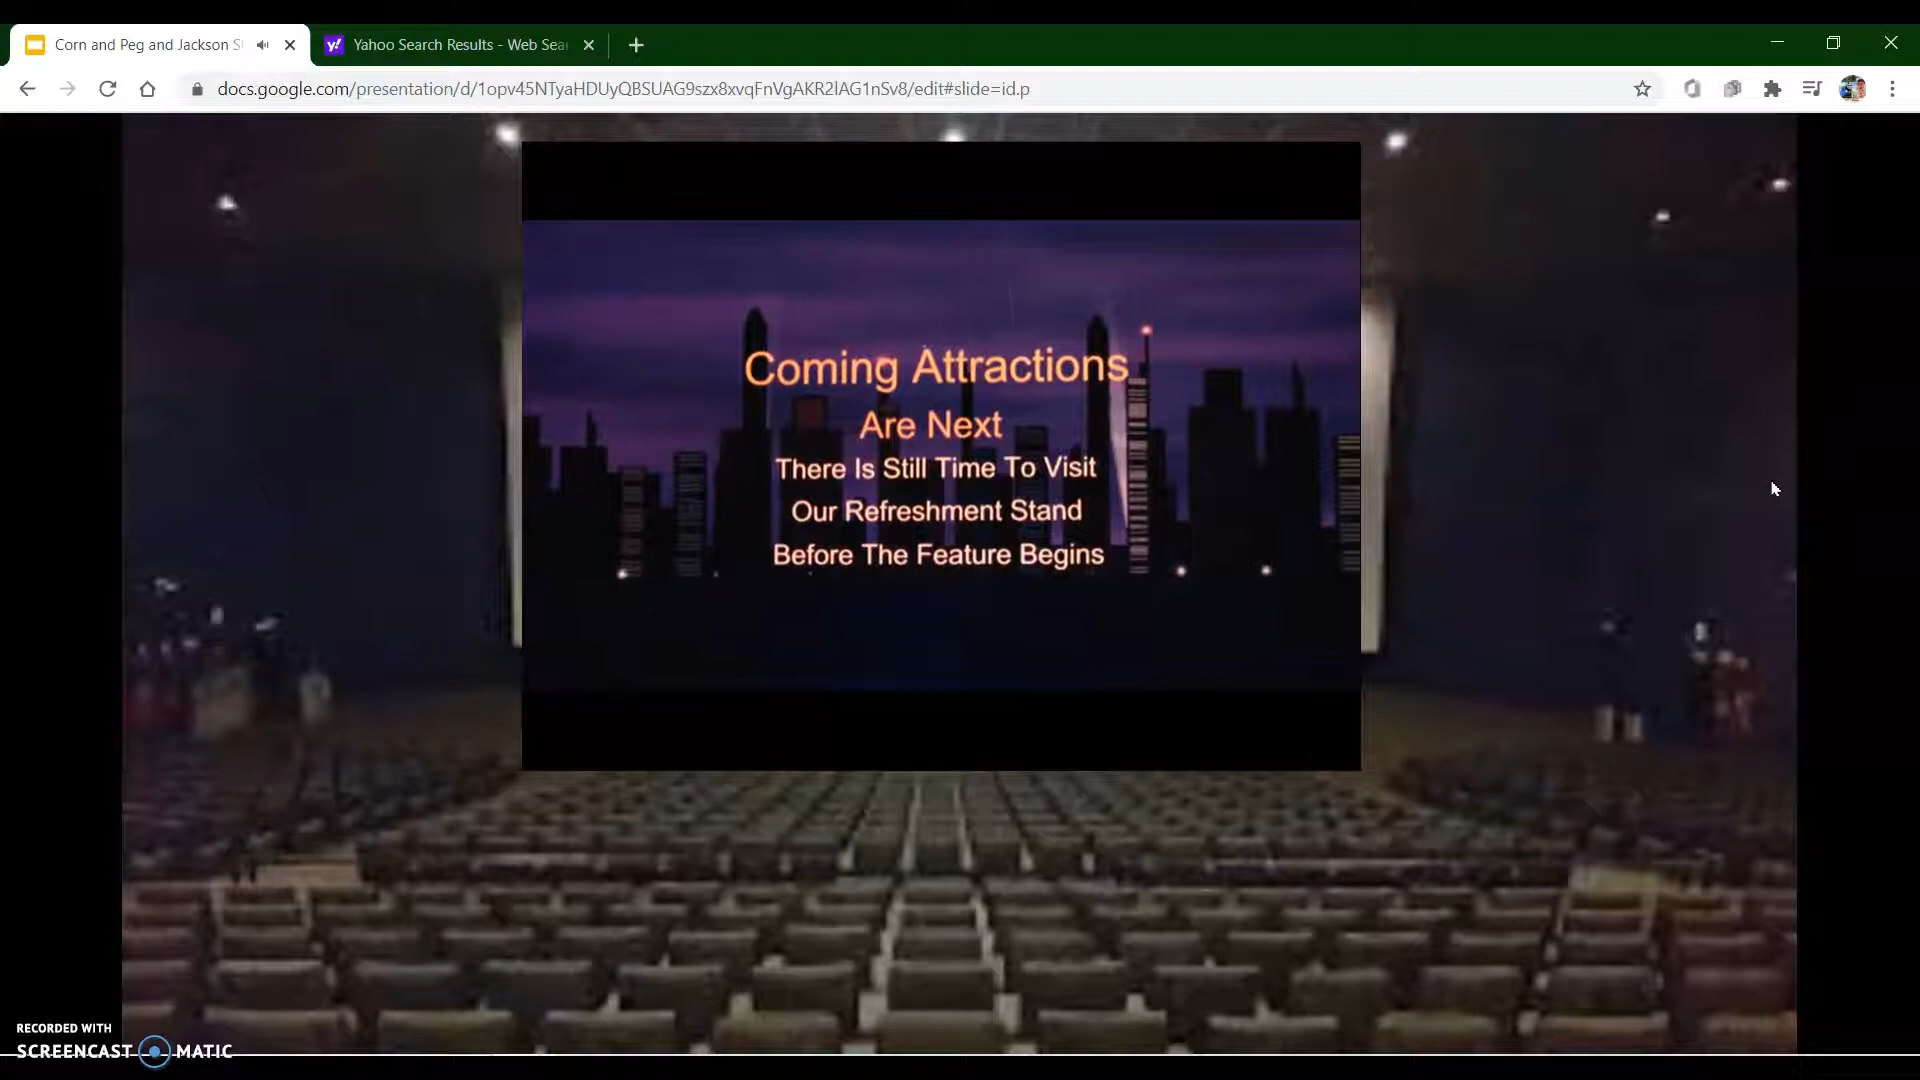 Corn and Peg and Jackson S
Yahoo Search Results - Web Sea
docs.google.com/presentation/d/1opv45NTyaHDUyQBSUAG9szx8xvqFnVgAKR2lAG1nSv8/edit#slide=id.p
Coming Attractions
Are Next
There Is Still Time To Visit
Our Refreshment Stand
Before The Feature Begins
RECORDED WITH
SCREENCAST MATIC